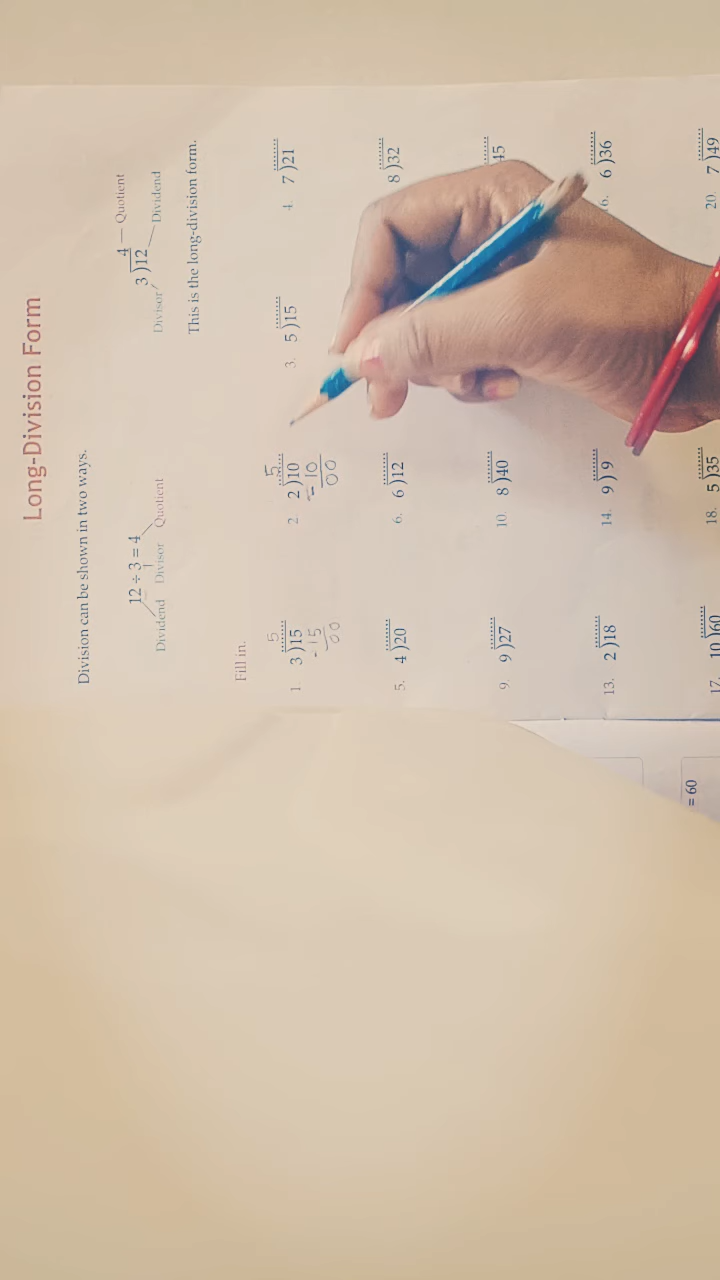 Long-Division Form
Division can be shown in two ways.
12 ÷ 3 = 4
Dividend Divisor Quotient
4 — Quotient
3 )12
Divisor Dividend
This is the long-division form.
Fill in.
1. 3 )15 5 - 15 00
2. 2 )10 5 - 10 00
3. 5 )15
4. 7 )21
5. 4 )20
6. 6 )12
8 )32
9. 9 )27
10. 8 )40
45
13. 2 )18
14. 9 )9
16. 6 )36
17. 10 )60
18. 5 )35
20. 7 )49
= 60